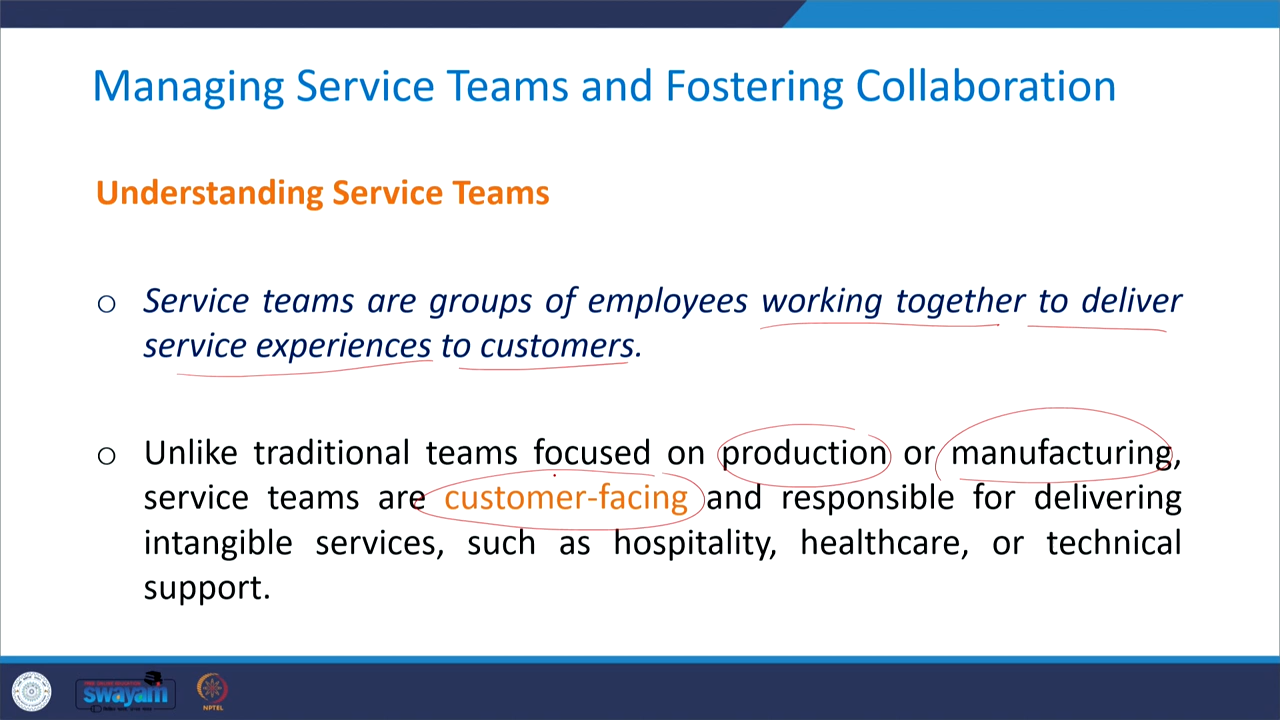 Managing Service Teams and Fostering Collaboration
Understanding Service Teams
o Service teams are groups of employees working together to deliver
service experiences to customers.
o Unlike traditional teams focused on production or manufacturing,
service teams are customer-facing and responsible for delivering
intangible services, such as hospitality, healthcare, or technical
support.
swayam
NPTEL